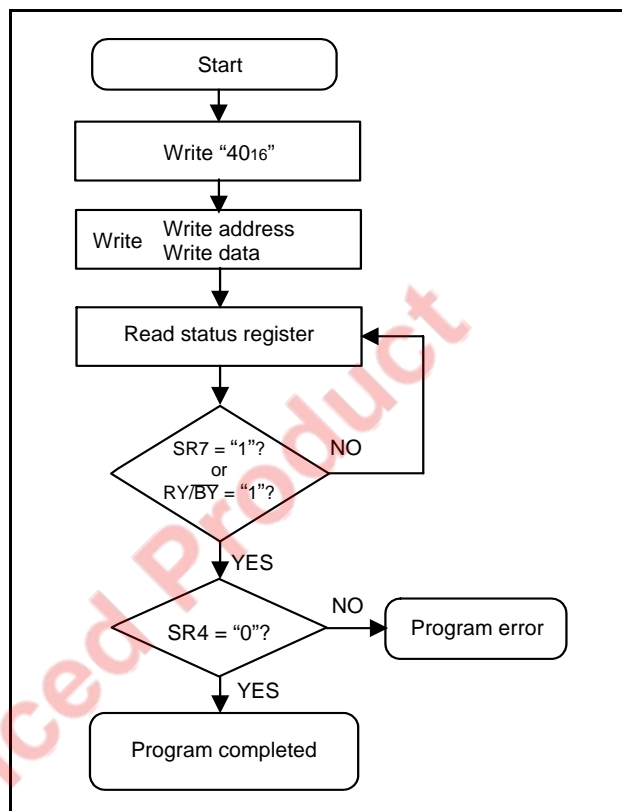 Start
Write “40₁₆”
Write Write address
Write data
Read status register
SR7 = “1”?
or
RY/B̅Y̅ = “1”?
NO
YES
SR4 = “0”?
NO
Program error
YES
Program completed
Product